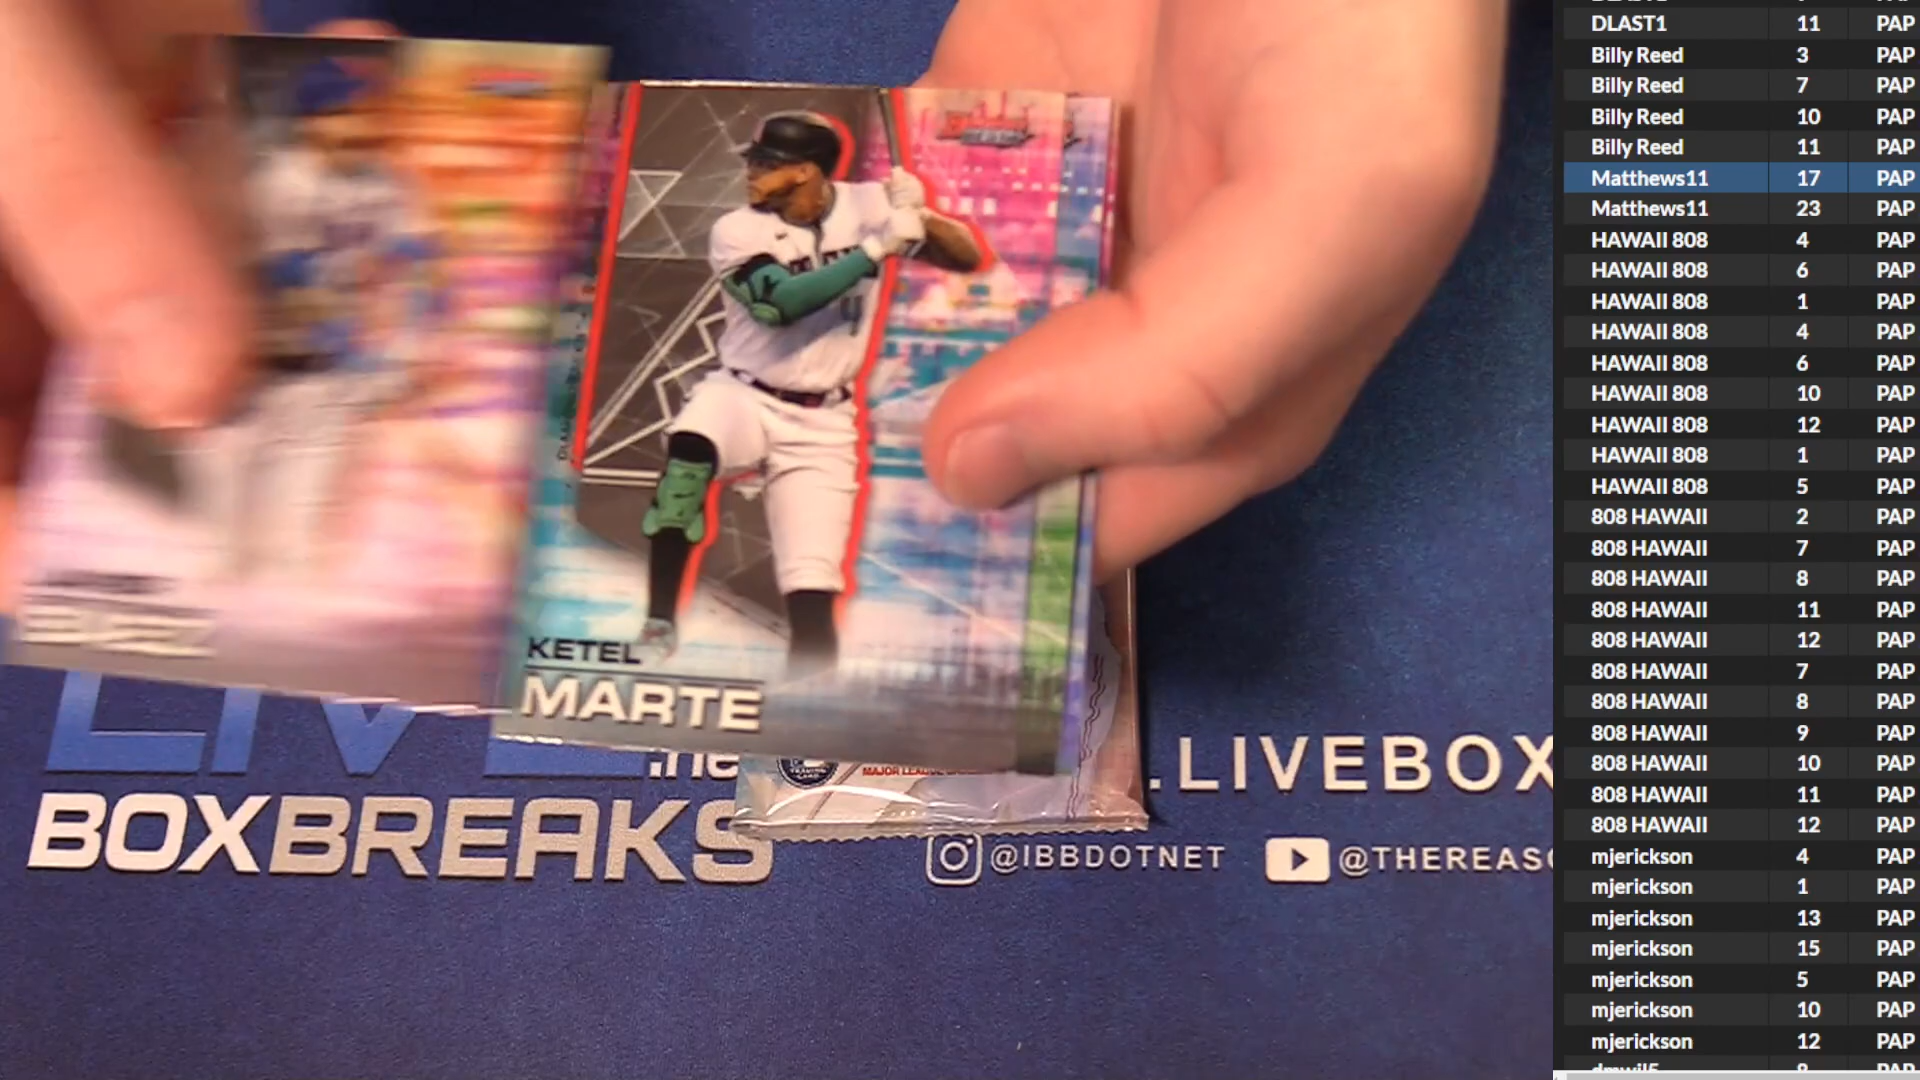 KETEL
MARTE
4
MAJOR LEAGUE
LIVE
.ne
BOXBREAKS
.LIVEBOX
@IBBDOTNET
@THEREASO
DLAST1 11 PAP
Billy Reed 3 PAP
Billy Reed 7 PAP
Billy Reed 10 PAP
Billy Reed 11 PAP
Matthews11 17 PAP
Matthews11 23 PAP
HAWAII 808 4 PAP
HAWAII 808 6 PAP
HAWAII 808 1 PAP
HAWAII 808 4 PAP
HAWAII 808 6 PAP
HAWAII 808 10 PAP
HAWAII 808 12 PAP
HAWAII 808 1 PAP
HAWAII 808 5 PAP
808 HAWAII 2 PAP
808 HAWAII 7 PAP
808 HAWAII 8 PAP
808 HAWAII 11 PAP
808 HAWAII 12 PAP
808 HAWAII 7 PAP
808 HAWAII 8 PAP
808 HAWAII 9 PAP
808 HAWAII 10 PAP
808 HAWAII 11 PAP
808 HAWAII 12 PAP
mjerickson 4 PAP
mjerickson 1 PAP
mjerickson 13 PAP
mjerickson 15 PAP
mjerickson 5 PAP
mjerickson 10 PAP
mjerickson 12 PAP